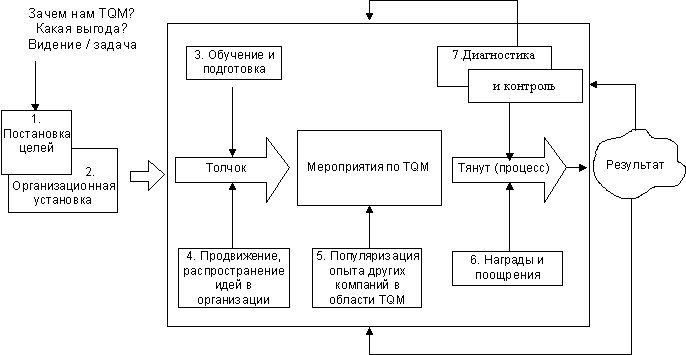 Зачем нам TQM?
Какая выгода?
Видение / задача
1.
Постановка
целей
2.
Организационная
установка
3. Обучение и
подготовка
Толчок
4. Продвижение,
распространение
идей в
организации
Мероприятия по TQM
5. Популяризация
опыта других
компаний в
области TQM
7.Диагностика
и контроль
Тянут (процесс)
6. Награды и
поощрения
Результат